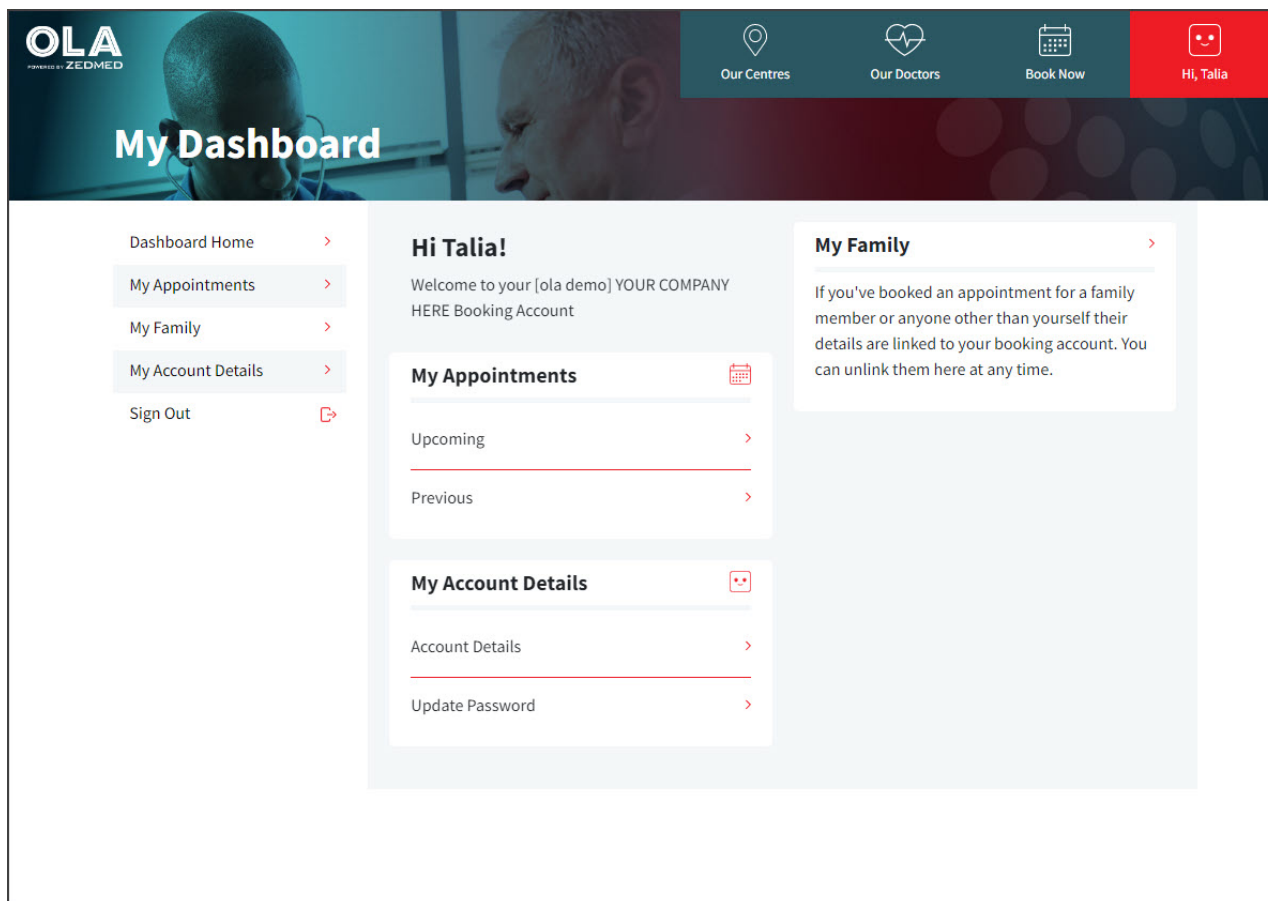 OLA
POWERED BY ZEDMED
Our Centres
Our Doctors
Book Now
Hi, Talia
My Dashboard
Dashboard Home
My Appointments
My Family
My Account Details
Sign Out
Hi Talia!
Welcome to your [ola demo] YOUR COMPANY
HERE Booking Account
My Appointments
Upcoming
Previous
My Account Details
Account Details
Update Password
My Family
If you've booked an appointment for a family
member or anyone other than yourself their
details are linked to your booking account. You
can unlink them here at any time.